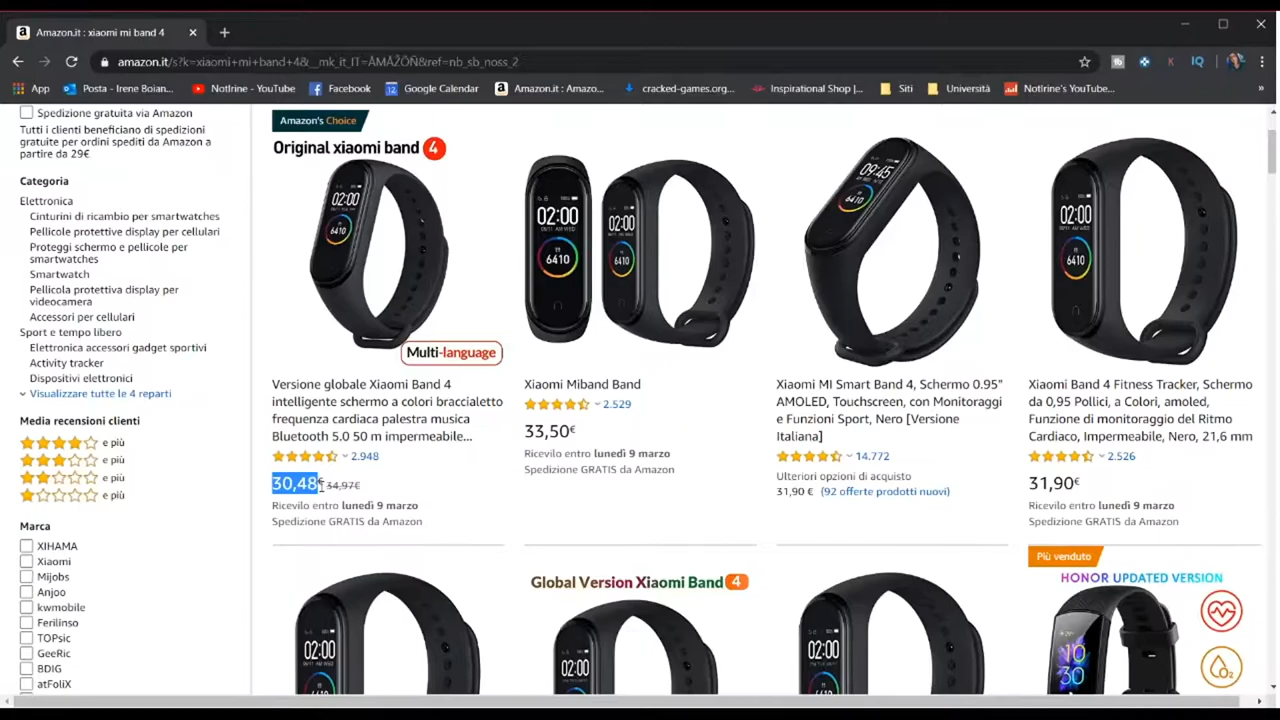 Amazon.it : xiaomi mi band 4
amazon.it/s?k=xiaomi+mi+band+4&__mk_it_IT=ÅMÅŽÕÑ&ref=nb_sb_noss_2
App
Posta - Irene Boian...
NotIrine - YouTube
Facebook
Google Calendar
Amazon.it : Amazo...
cracked-games.org...
Inspirational Shop |...
Siti
Università
NotIrine's YouTube...
»
Spedizione gratuita via Amazon
Tutti i clienti beneficiano di spedizioni
gratuite per ordini spediti da Amazon a
partire da 29€
Categoria
Elettronica
Cinturini di ricambio per smartwatches
Pellicole protettive display per cellulari
Proteggi schermo e pellicole per
smartwatches
Smartwatch
Pellicola protettiva display per
videocamera
Accessori per cellulari
Sport e tempo libero
Elettronica accessori gadget sportivi
Activity tracker
Dispositivi elettronici
Visualizzare tutte le 4 reparti
Media recensioni clienti
e più
e più
e più
e più
Marca
XIHAMA
Xiaomi
Mijobs
Anjoo
kwmobile
Ferilinso
TOPsic
GeeRic
BDIG
atFoliX
Amazon's Choice
Original xiaomi band 4
02:00
6410
Multi-language
Versione globale Xiaomi Band 4
intelligente schermo a colori braccialetto
frequenza cardiaca palestra musica
Bluetooth 5.0 50 m impermeabile...
2.948
30,48€ 34,97€
Ricevilo entro lunedì 9 marzo
Spedizione GRATIS da Amazon
02:00
6410
02:00
6410
Xiaomi Miband Band
2.529
33,50€
Ricevilo entro lunedì 9 marzo
Spedizione GRATIS da Amazon
09:45
6410
Xiaomi MI Smart Band 4, Schermo 0.95”
AMOLED, Touchscreen, con Monitoraggi
e Funzioni Sport, Nero [Versione
Italiana]
14.772
Ulteriori opzioni di acquisto
31,90 € (92 offerte prodotti nuovi)
02:00
6410
Xiaomi Band 4 Fitness Tracker, Schermo
da 0,95 Pollici, a Colori, amoled,
Funzione di monitoraggio del Ritmo
Cardiaco, Impermeabile, Nero, 21,6 mm
2.526
31,90€
Ricevilo entro lunedì 9 marzo
Spedizione GRATIS da Amazon
02:00
Global Version Xiaomi Band 4
02:00
02:00
Più venduto
HONOR UPDATED VERSION
10
30
O2